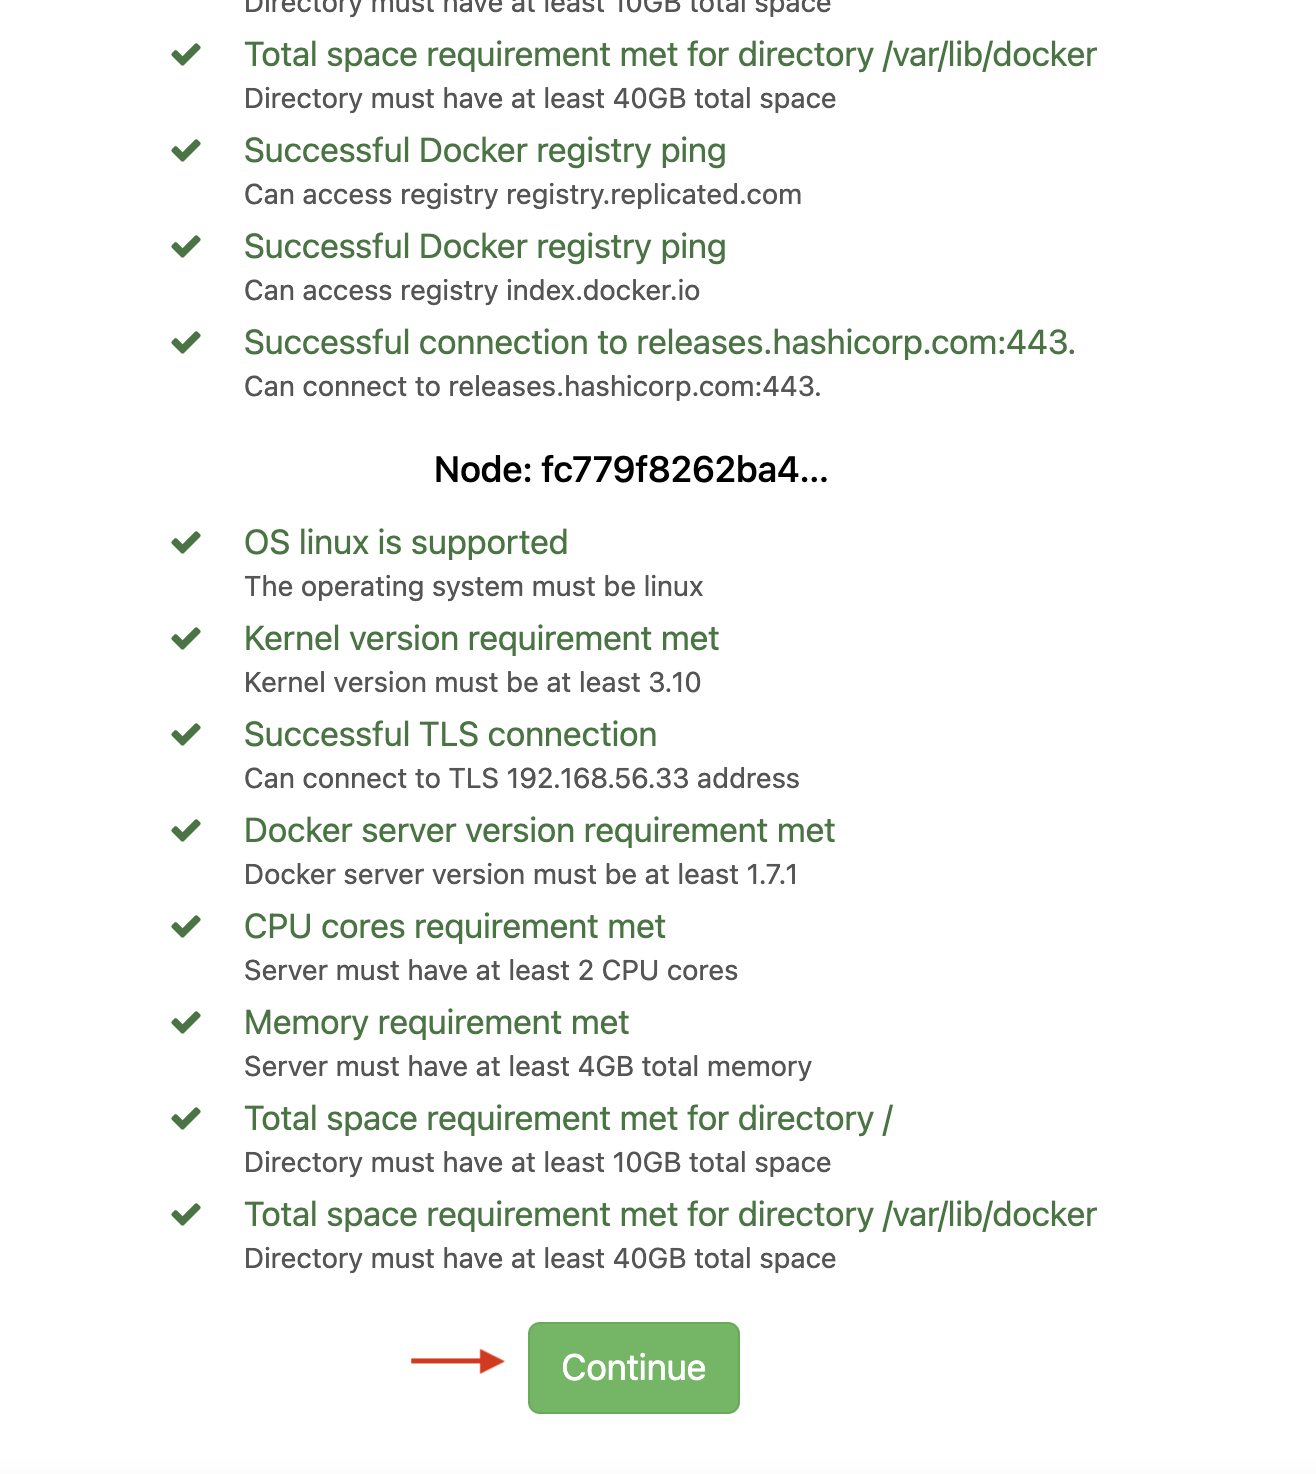 Directory must have at least 10GB total space
Total space requirement met for directory /var/lib/docker
Directory must have at least 40GB total space
Successful Docker registry ping
Can access registry registry.replicated.com
Successful Docker registry ping
Can access registry index.docker.io
Successful connection to releases.hashicorp.com:443.
Can connect to releases.hashicorp.com:443.
Node: fc779f8262ba4...
OS linux is supported
The operating system must be linux
Kernel version requirement met
Kernel version must be at least 3.10
Successful TLS connection
Can connect to TLS 192.168.56.33 address
Docker server version requirement met
Docker server version must be at least 1.7.1
CPU cores requirement met
Server must have at least 2 CPU cores
Memory requirement met
Server must have at least 4GB total memory
Total space requirement met for directory /
Directory must have at least 10GB total space
Total space requirement met for directory /var/lib/docker
Directory must have at least 40GB total space
Continue